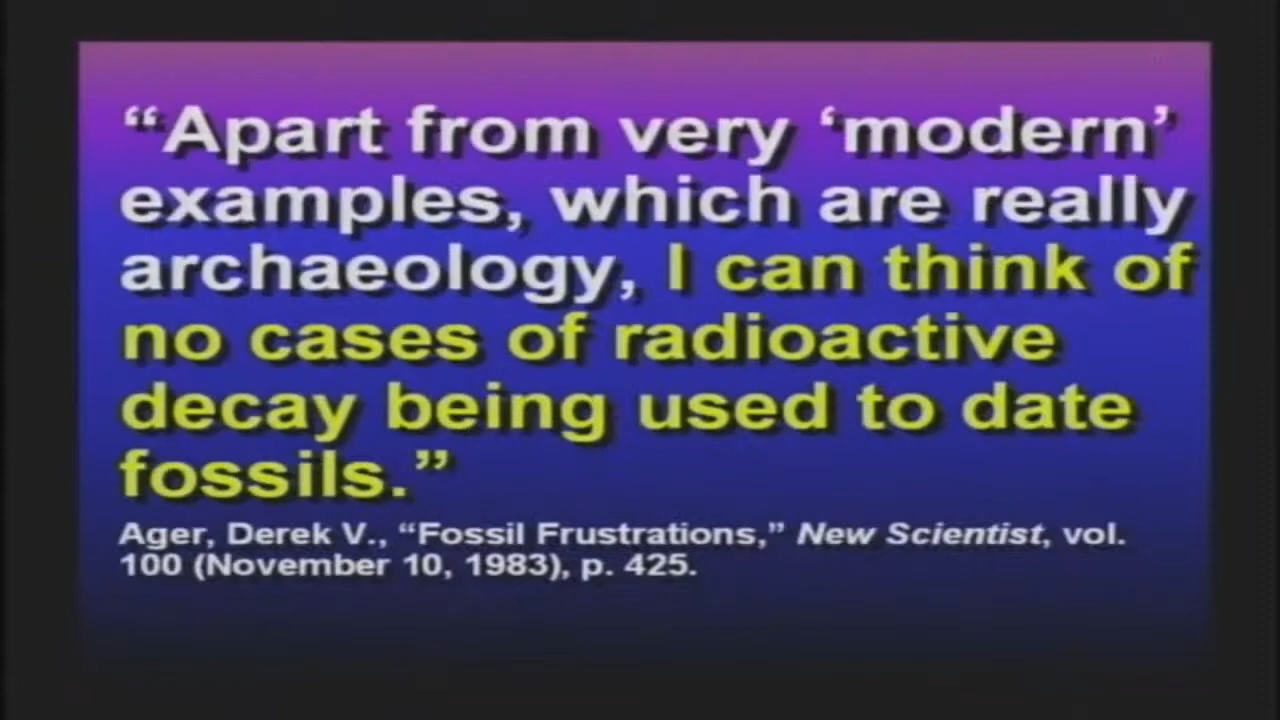 “Apart from very ‘modern’
examples, which are really
archaeology, I can think of
no cases of radioactive
decay being used to date
fossils.”
Ager, Derek V., “Fossil Frustrations,” New Scientist, vol.
100 (November 10, 1983), p. 425.